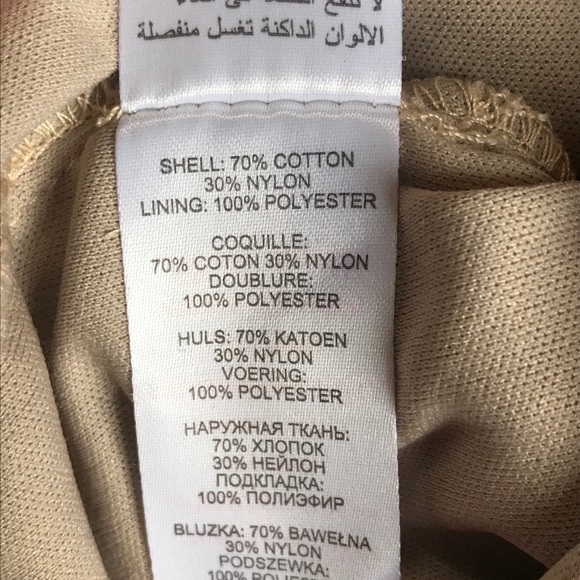 الالوان الداكنة تغسل منفصلة
SHELL: 70% COTTON
30% NYLON
LINING: 100% POLYESTER
COQUILLE:
70% COTON 30% NYLON
DOUBLURE:
100% POLYESTER
HULS: 70% KATOEN
30% NYLON
VOERING:
100% POLYESTER
НАРУЖНАЯ ТКАНЬ:
70% ХЛОПОК
30% НЕЙЛОН
ПОДКЛАДКА:
100% ПОЛИЭФИР
BLUZKA: 70% BAWEŁNA
30% NYLON
PODSZEWKA:
100%